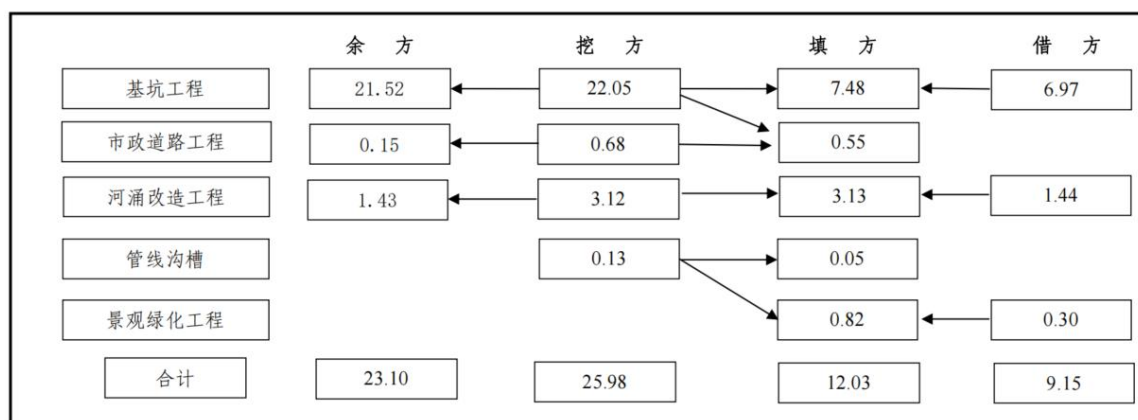 余 方 挖 方 填 方 借 方
基坑工程 21.52 22.05 7.48 6.97
市政道路工程 0.15 0.68 0.55
河涌改造工程 1.43 3.12 3.13 1.44
管线沟槽 0.13 0.05
景观绿化工程 0.82 0.30
合计 23.10 25.98 12.03 9.15